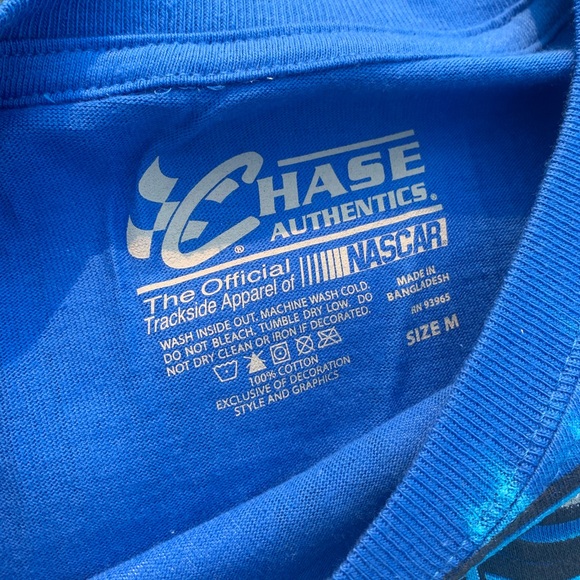 CHASE
AUTHENTICS.®
®
The Official
Trackside Apparel of NASCAR
WASH INSIDE OUT. MACHINE WASH COLD.
DO NOT BLEACH. TUMBLE DRY LOW. DO
NOT DRY CLEAN OR IRON IF DECORATED.
100% COTTON
EXCLUSIVE OF DECORATION
STYLE AND GRAPHICS
MADE IN
BANGLADESH
RN 93965
SIZE M